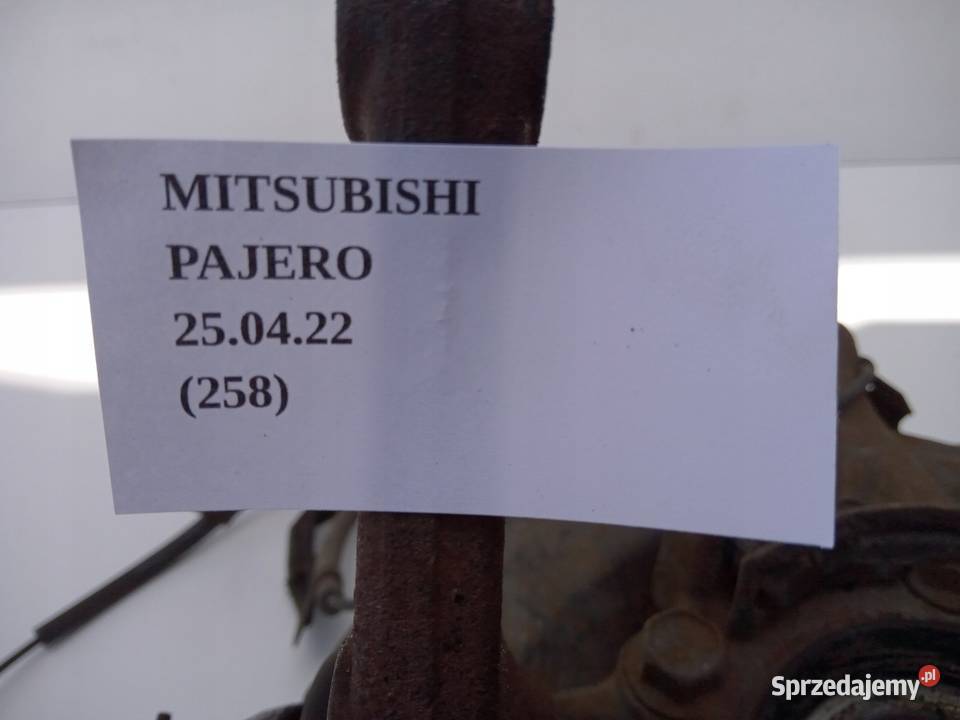 MITSUBISHI
PAJERO
25.04.22
(258)
Sprzedajemy.pl